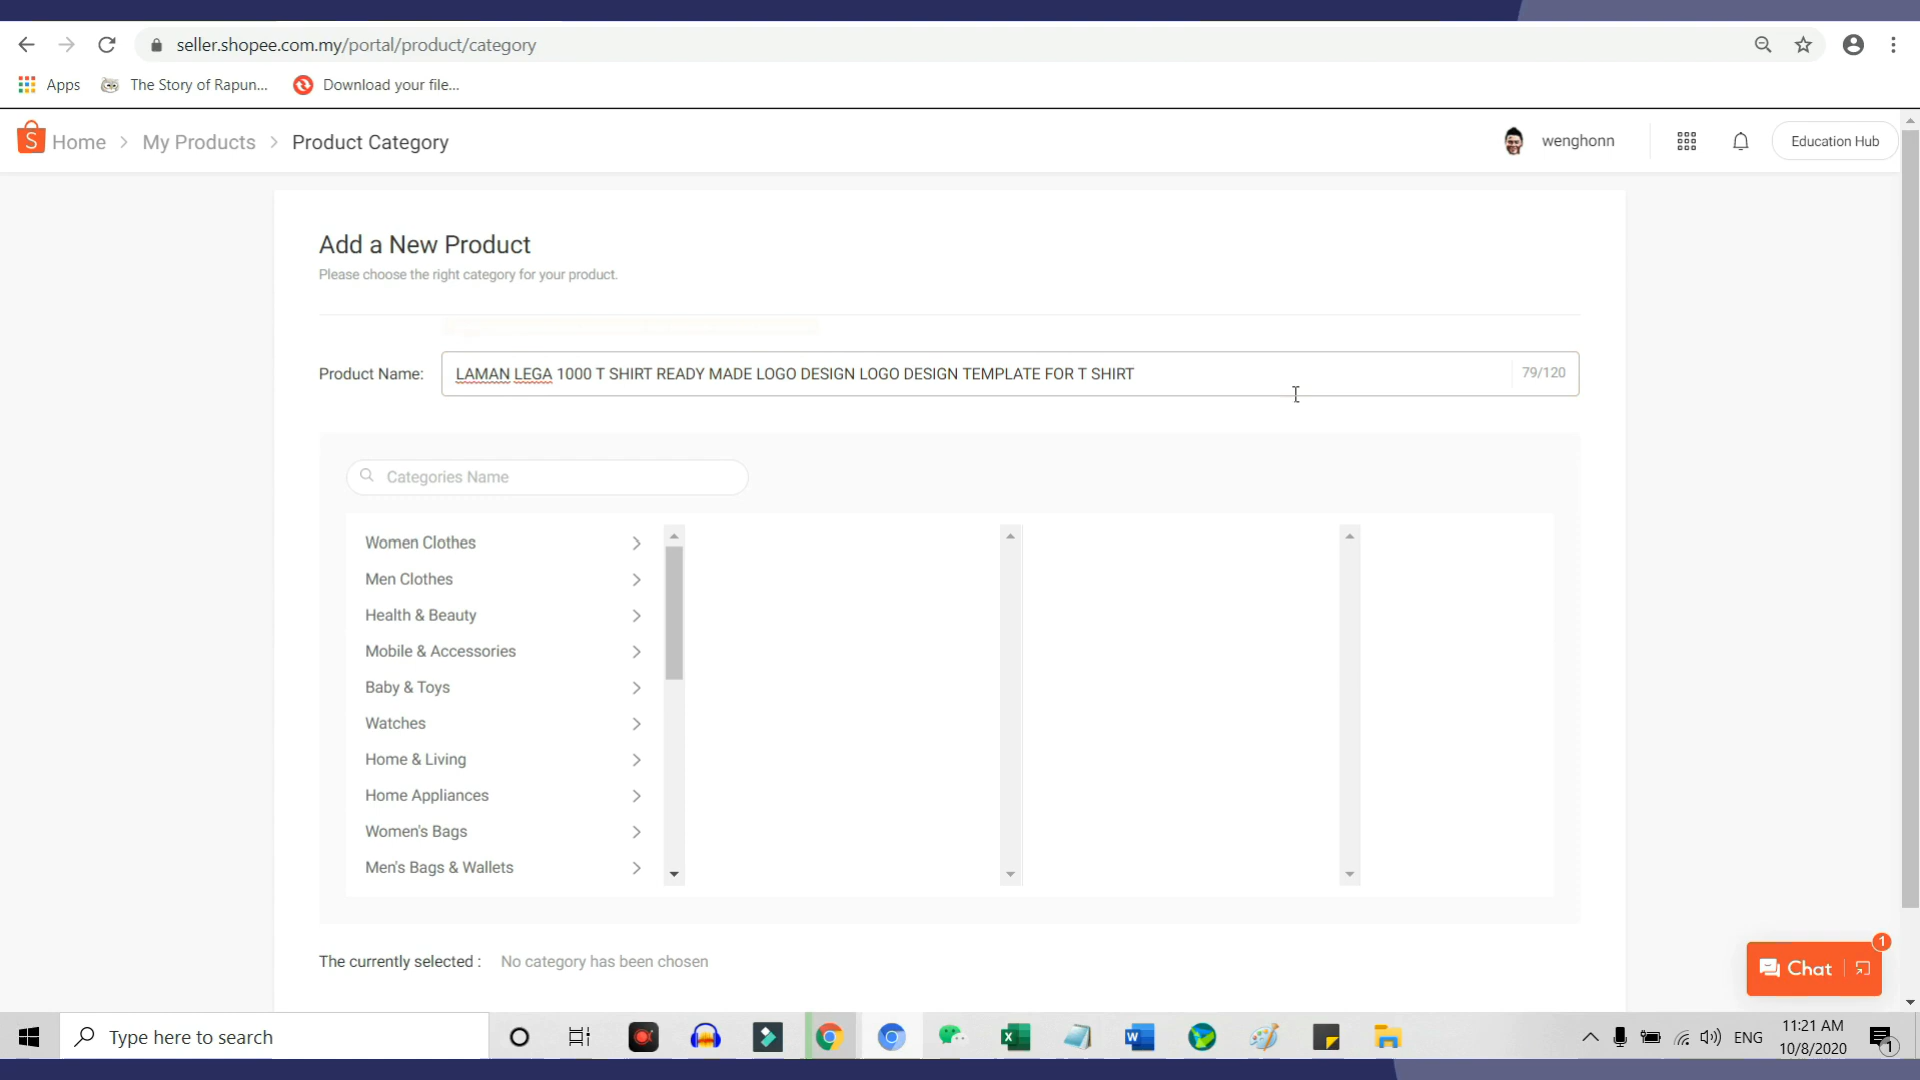 seller.shopee.com.my/portal/product/category
Apps The Story of Rapun... Download your file...
Home > My Products > Product Category wenghonn Education Hub
Add a New Product
Please choose the right category for your product.
Product Name: LAMAN LEGA 1000 T SHIRT READY MADE LOGO DESIGN LOGO DESIGN TEMPLATE FOR T SHIRT 79/120
Categories Name
Women Clothes
Men Clothes
Health & Beauty
Mobile & Accessories
Baby & Toys
Watches
Home & Living
Home Appliances
Women's Bags
Men's Bags & Wallets
The currently selected : No category has been chosen
Chat 1
Type here to search ENG 11:21 AM
10/8/2020 1